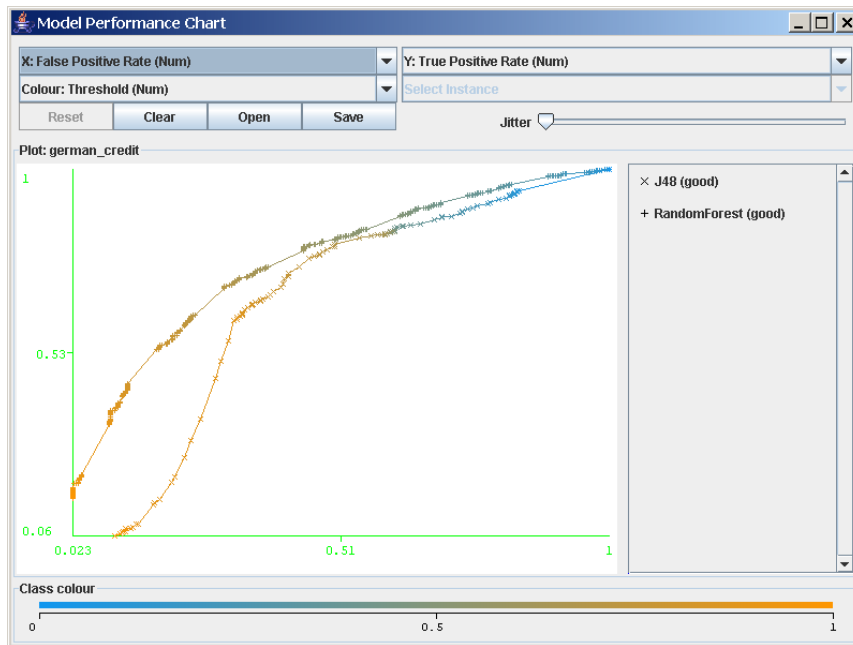 Model Performance Chart
X: False Positive Rate (Num)
Y: True Positive Rate (Num)
Colour: Threshold (Num)
Select Instance
Reset
Clear
Open
Save
Jitter
Plot: german_credit
1
0.53
0.06
0.023
0.51
1
× J48 (good)
+ RandomForest (good)
Class colour
0
0.5
1